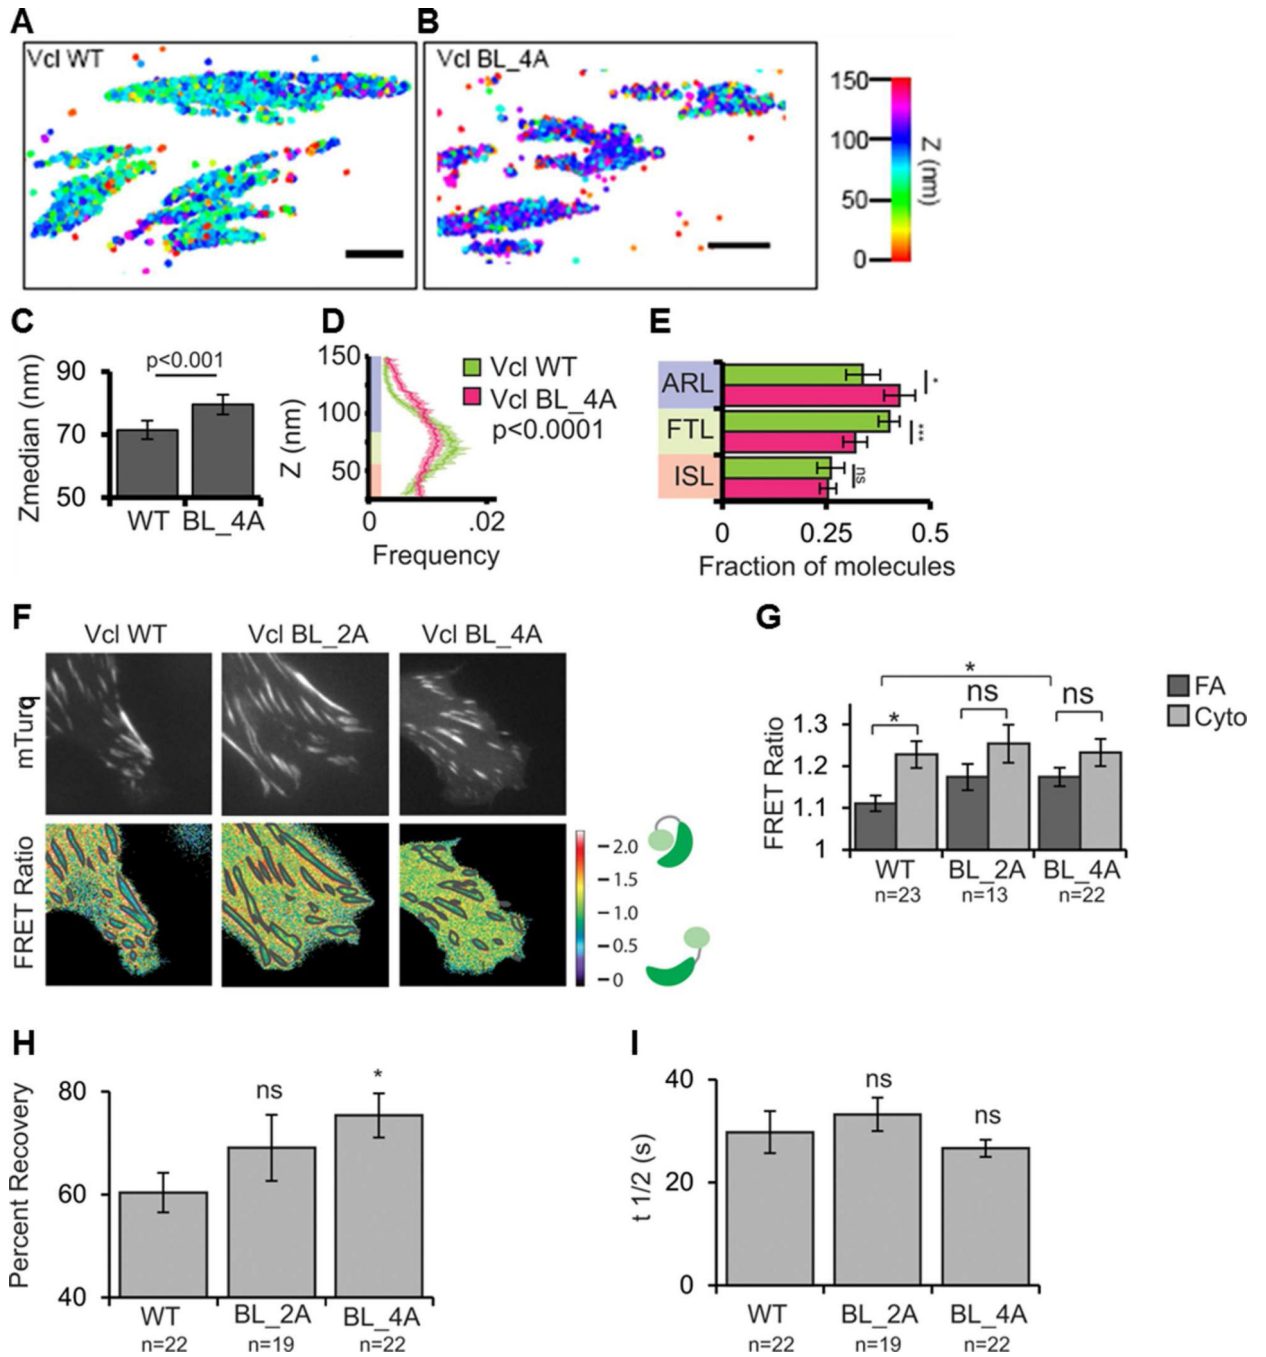 A
B
Vcl WT
Vcl BL_4A
150
100
50
0
Z (nm)
C
D
E
Zmedian (nm)
90
70
50
p<0.001
WT
BL_4A
Z (nm)
150
100
50
0
.02
Frequency
Vcl WT
Vcl BL_4A
p<0.0001
ARL
FTL
ISL
*
***
ns
0
0.25
0.5
Fraction of molecules
F
G
Vcl WT
Vcl BL_2A
Vcl BL_4A
mTurq
FRET Ratio
2.0
1.5
1.0
0.5
0
FRET Ratio
1.3
1.2
1.1
1
*
*
ns
ns
FA
Cyto
WT
BL_2A
BL_4A
n=23
n=13
n=22
H
I
Percent Recovery
80
60
40
ns
*
WT
BL_2A
BL_4A
n=22
n=19
n=22
t 1/2 (s)
40
20
0
ns
ns
WT
BL_2A
BL_4A
n=22
n=19
n=22